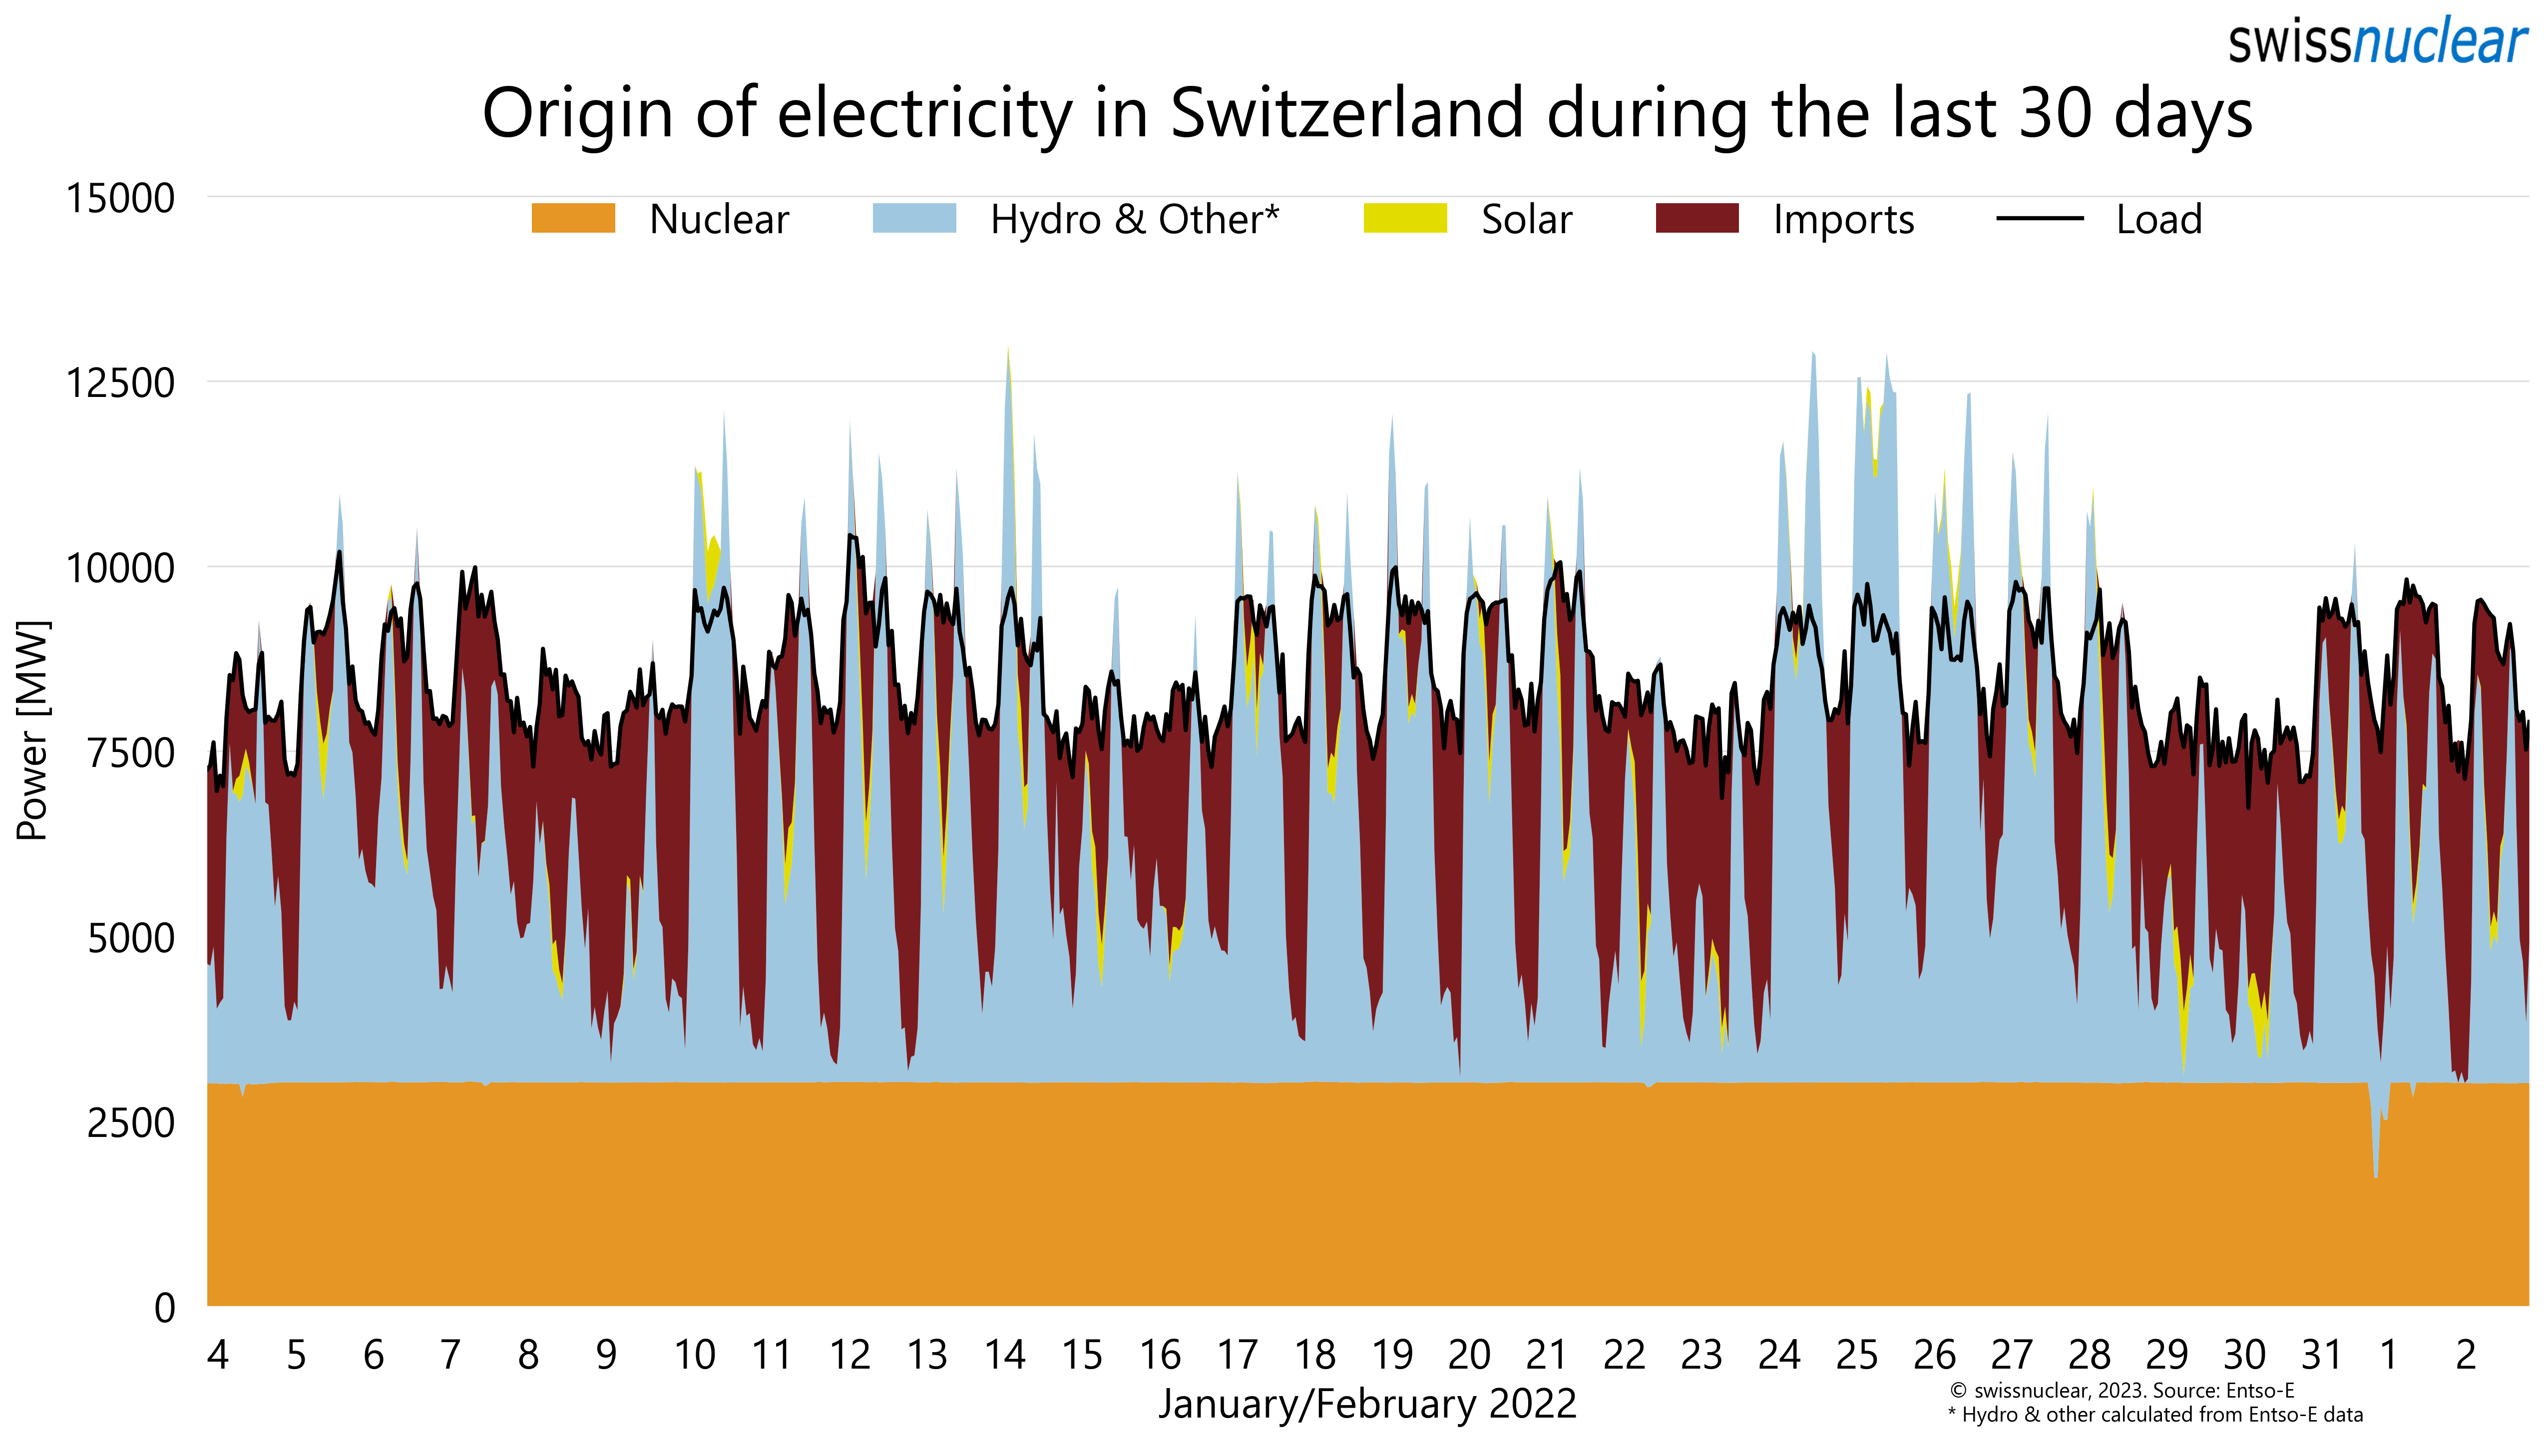 swissnuclear
Origin of electricity in Switzerland during the last 30 days
15000
Nuclear Hydro & Other* Solar Imports Load
12500
10000
7500
5000
2500
0
Power [MW]
4 5 6 7 8 9 10 11 12 13 14 15 16 17 18 19 20 21 22 23 24 25 26 27 28 29 30 31 1 2
January/February 2022
© swissnuclear, 2023. Source: Entso-E
* Hydro & other calculated from Entso-E data